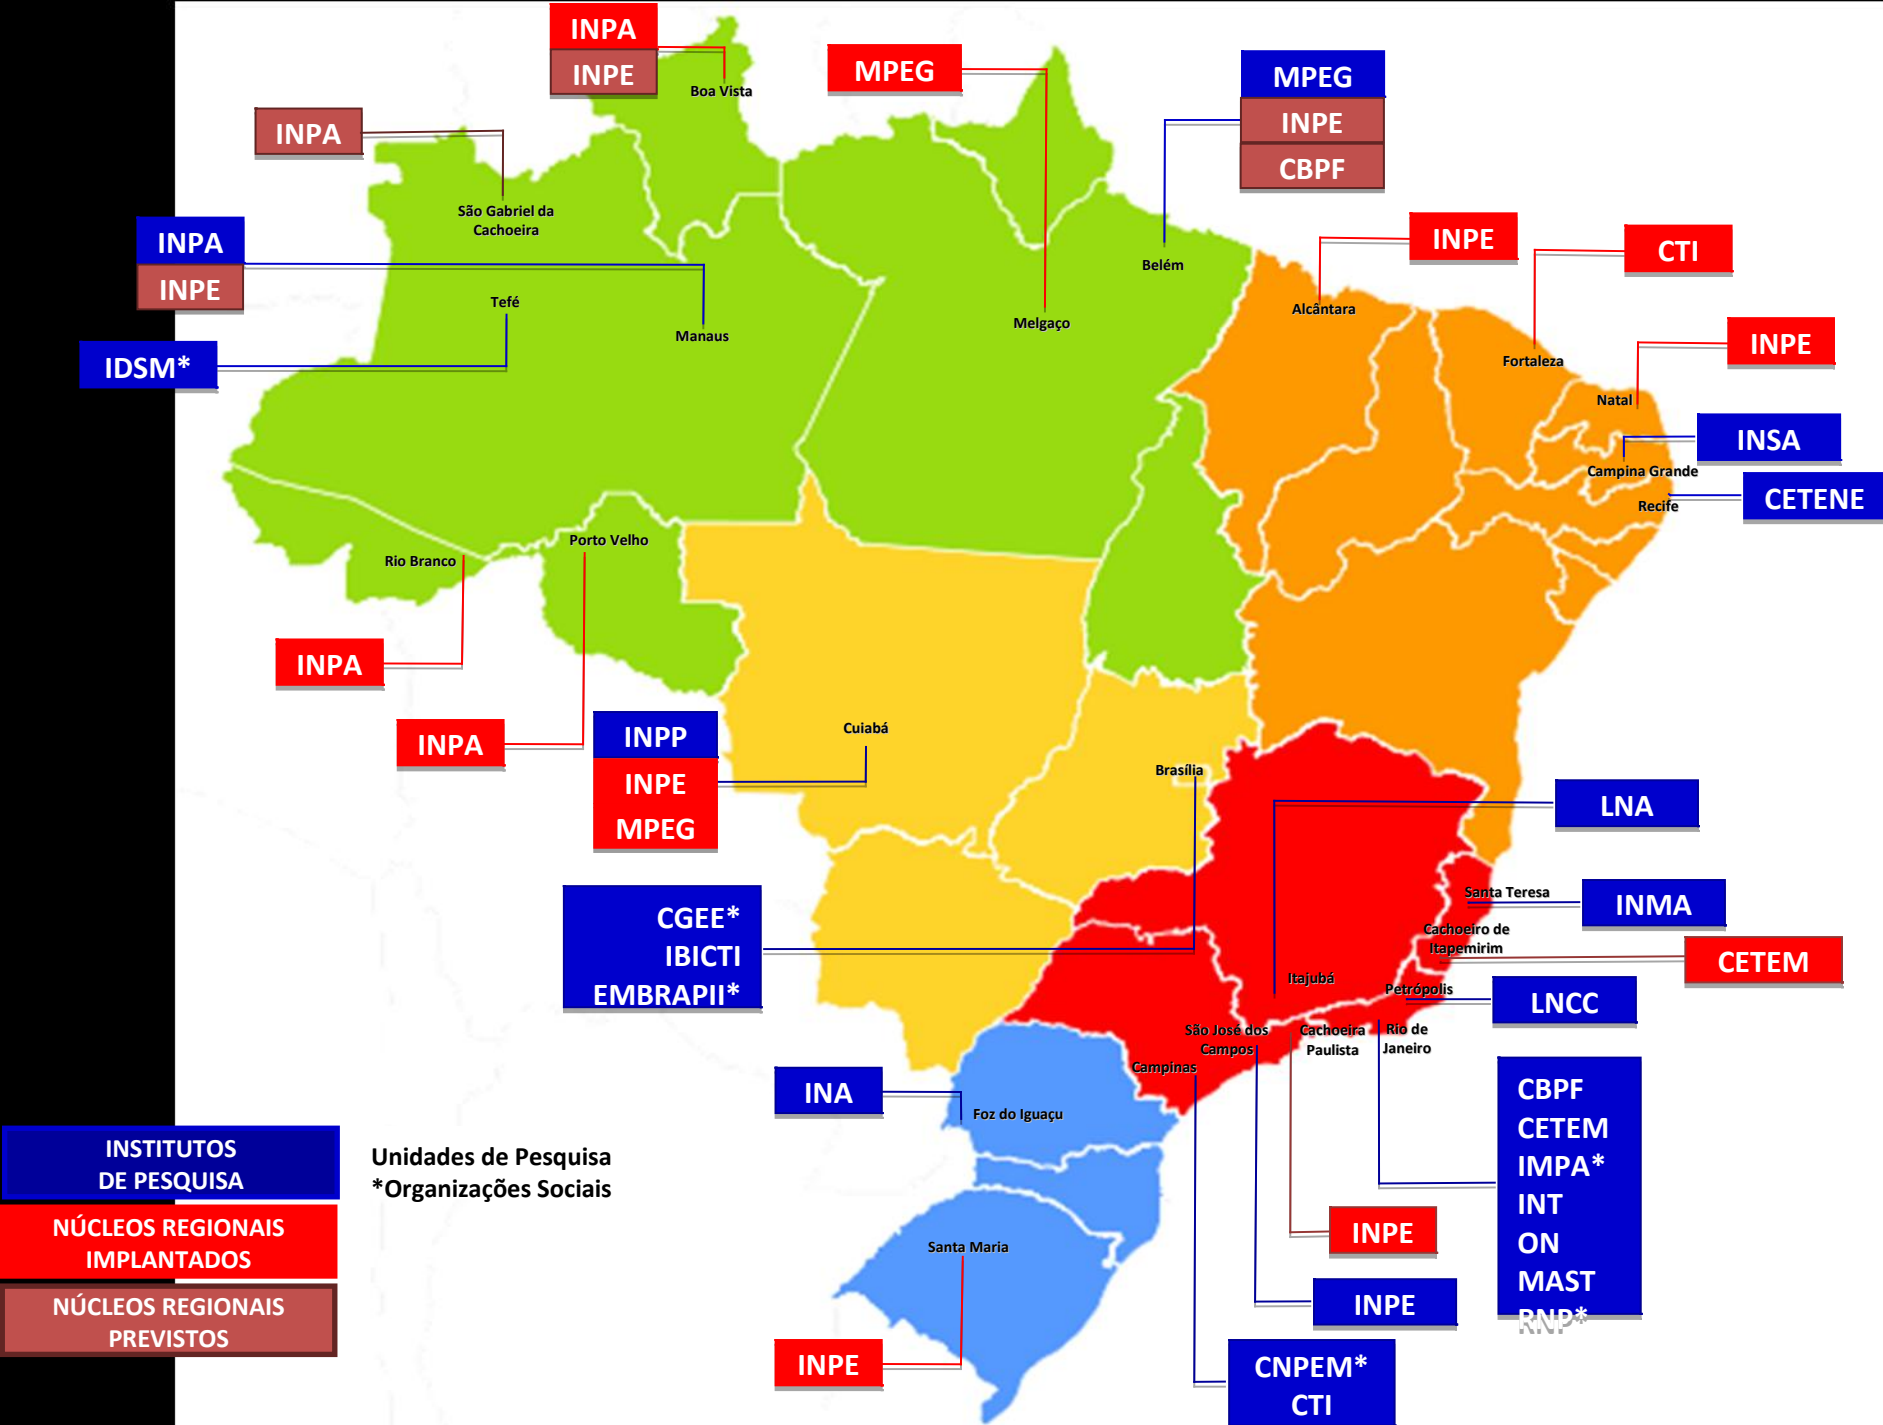 INPA
INPE
Boa Vista
MPEG
MPEG
INPE
CBPF
INPA
São Gabriel da
Cachoeira
INPA
INPE
Tefé
Manaus
IDSM*
Melgaço
Belém
INPE
Alcântara
CTI
Fortaleza
INPE
Natal
INSA
Campina Grande
CETENE
Recife
Rio Branco
Porto Velho
INPA
INPA
INPP
INPE
MPEG
Cuiabá
Brasília
LNA
CGEE*
IBICTI
EMBRAPII*
Santa Teresa
INMA
Cachoeiro de
Itapemirim
CETEM
Itajubá
Petrópolis
LNCC
São José dos
Campos
Cachoeira
Paulista
Rio de
Janeiro
Campinas
INA
Foz do Iguaçu
CBPF
CETEM
IMPA*
INT
ON
MAST
RNP*
INSTITUTOS
DE PESQUISA
Unidades de Pesquisa
*Organizações Sociais
NÚCLEOS REGIONAIS
IMPLANTADOS
NÚCLEOS REGIONAIS
PREVISTOS
Santa Maria
INPE
INPE
INPE
CNPEM*
CTI